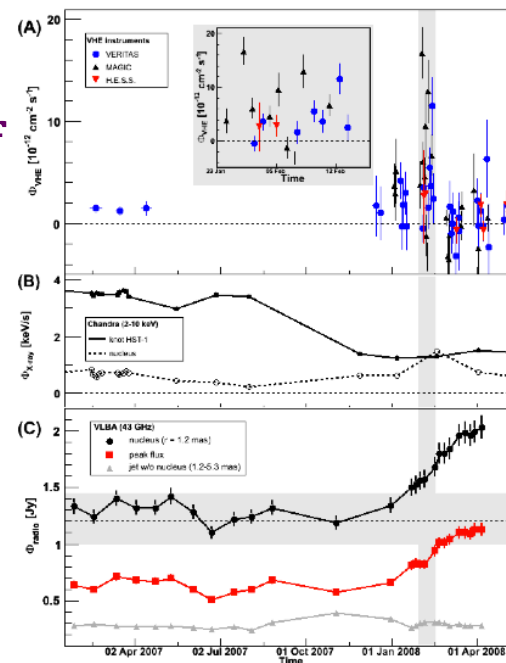 (A)
20
15
10
5
0
Φ_VHE [10⁻¹² cm⁻² s⁻¹]
VHE instruments
VERITAS
MAGIC
H.E.S.S.
20
15
10
5
0
Φ_VHE [10⁻¹² cm⁻² s⁻¹]
29 Jan 05 Feb 12 Feb
Time
(B)
4
2
0
Φ_X-ray [keV/s]
Chandra (2-10 keV)
knot HST-1
nucleus
(C)
2
1.5
1
0.5
Φ_radio [Jy]
VLBA (43 GHz)
nucleus (r = 1.2 mas)
peak flux
jet w/o nucleus (1.2-5.3 mas)
02 Apr 2007 02 Jul 2007 01 Oct 2007 01 Jan 2008 01 Apr 2008
Time